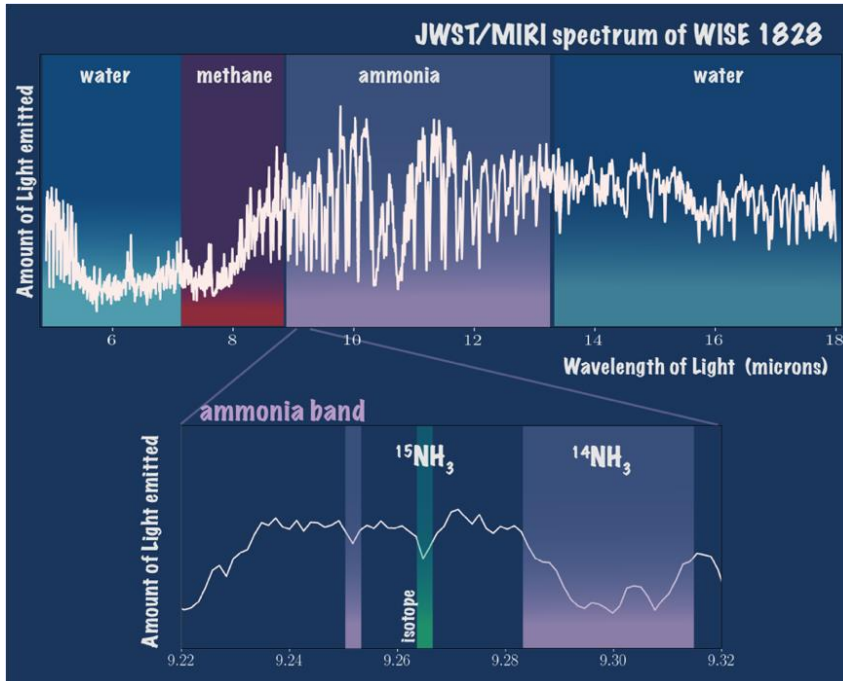 JWST/MIRI spectrum of WISE 1828
water methane ammonia water
Amount of Light emitted
6 8 10 12 14 16 18
Wavelength of Light (microns)
ammonia band
¹⁵NH₃ ¹⁴NH₃
Amount of Light emitted
isotope
9.22 9.24 9.26 9.28 9.30 9.32